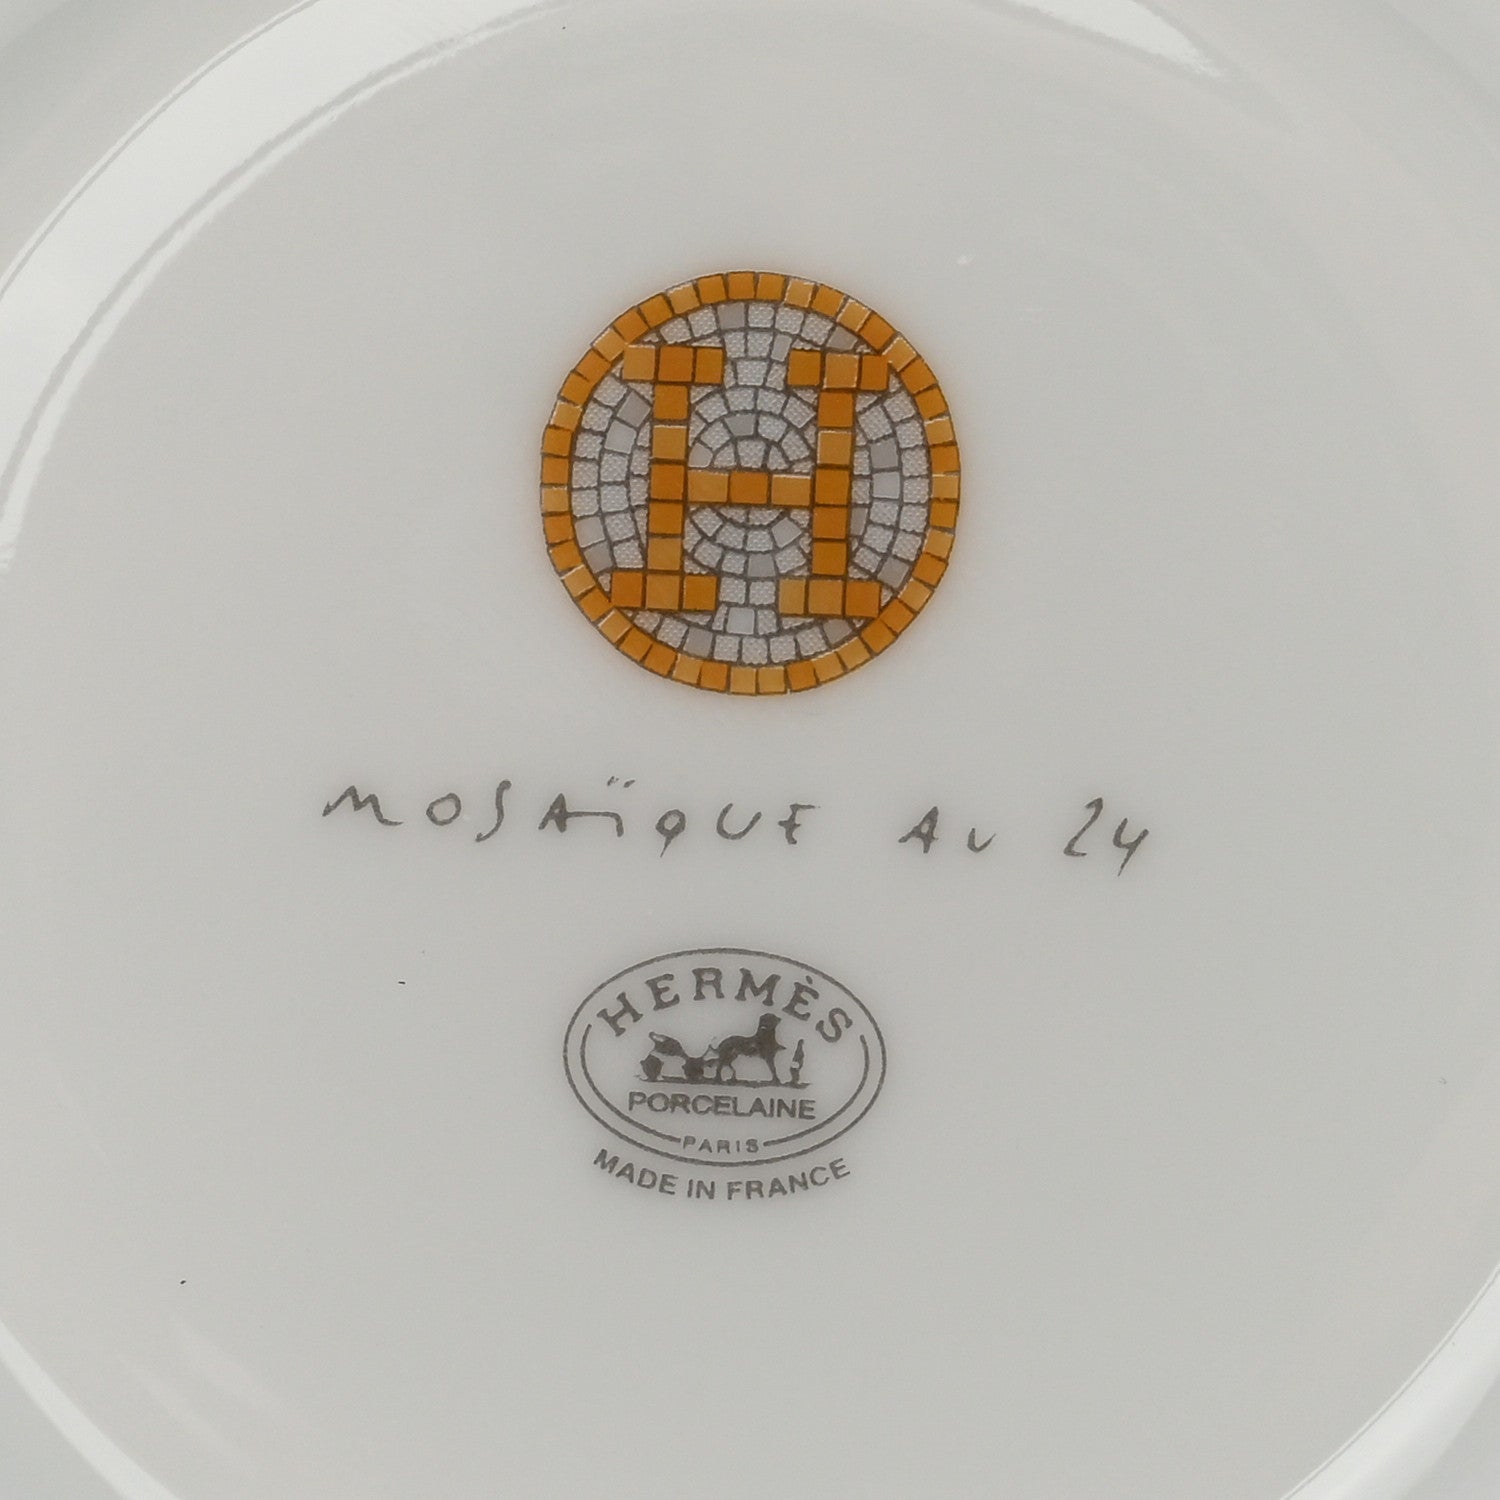 H
MOSAÏQUE AU 24
HERMÈS
PORCELAINE
PARIS
MADE IN FRANCE